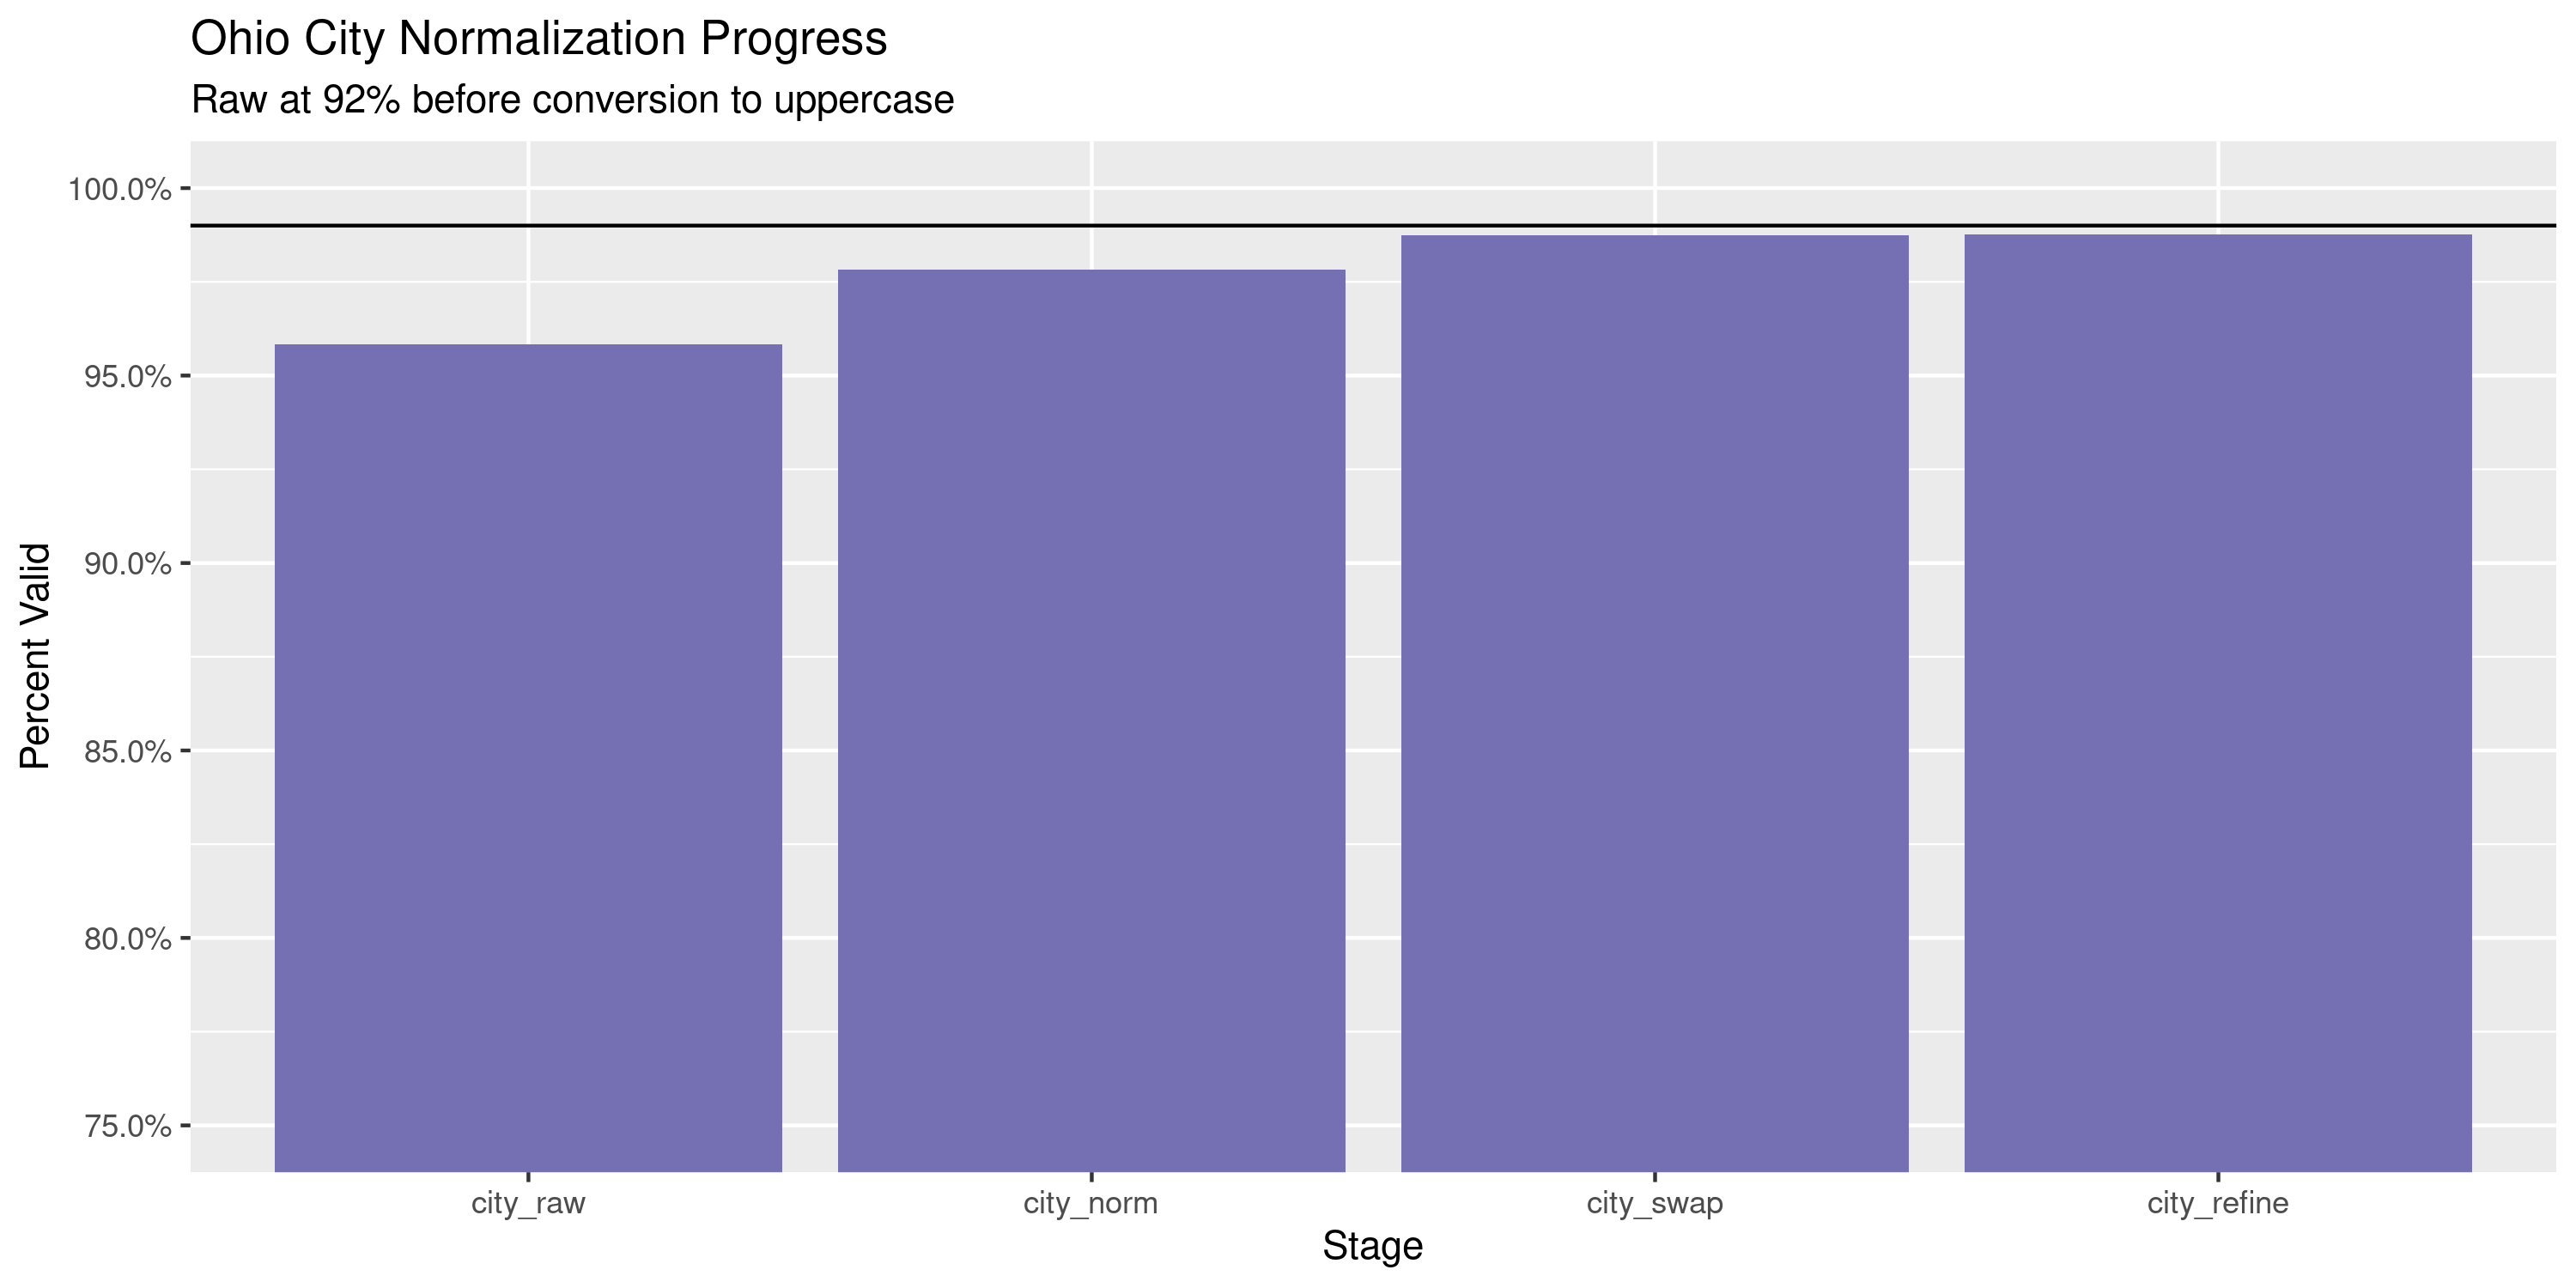 Ohio City Normalization Progress
Raw at 92% before conversion to uppercase
100.0%
95.0%
90.0%
85.0%
80.0%
75.0%
Percent Valid
city_raw
city_norm
city_swap
city_refine
Stage